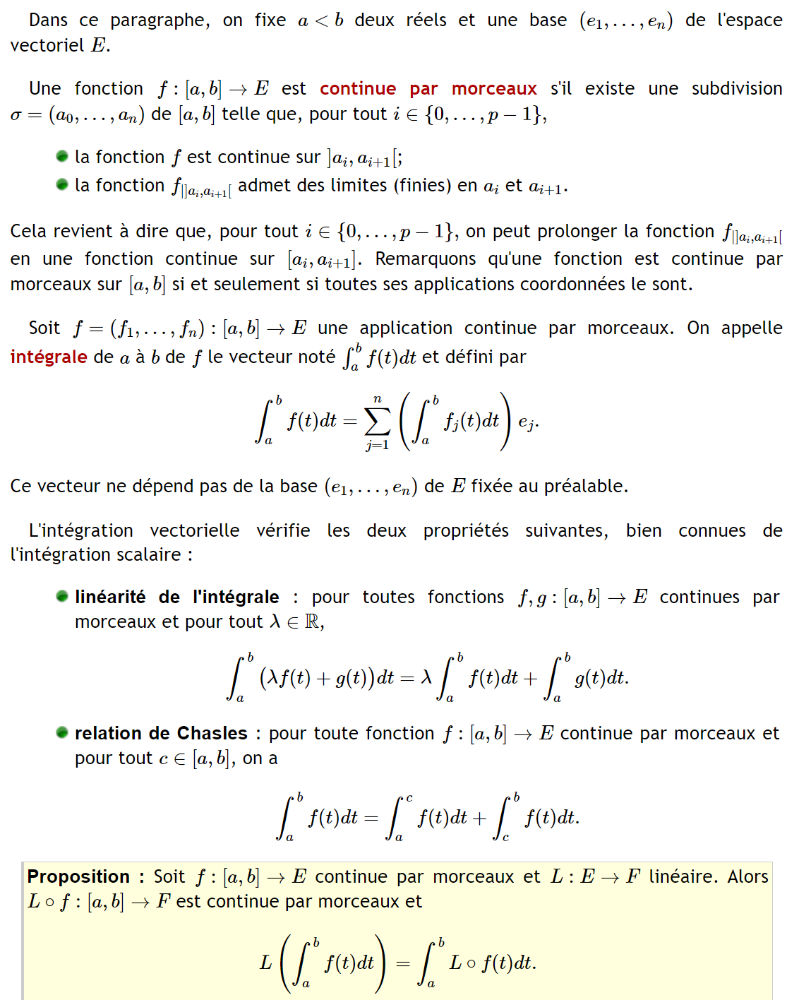 Dans ce paragraphe, on fixe $a < b$ deux réels et une base $(e_1, \dots, e_n)$ de l'espace
vectoriel $E$.
Une fonction $f : [a, b] \to E$ est continue par morceaux s'il existe une subdivision
$\sigma = (a_0, \dots, a_n)$ de $[a, b]$ telle que, pour tout $i \in \{0, \dots, p-1\}$,
la fonction $f$ est continue sur $]a_i, a_{i+1}[$;
la fonction $f_{|]a_i, a_{i+1}[}$ admet des limites (finies) en $a_i$ et $a_{i+1}$.
Cela revient à dire que, pour tout $i \in \{0, \dots, p-1\}$, on peut prolonger la fonction $f_{|]a_i, a_{i+1}[}$
en une fonction continue sur $[a_i, a_{i+1}]$. Remarquons qu'une fonction est continue par
morceaux sur $[a, b]$ si et seulement si toutes ses applications coordonnées le sont.
Soit $f = (f_1, \dots, f_n) : [a, b] \to E$ une application continue par morceaux. On appelle
intégrale de $a$ à $b$ de $f$ le vecteur noté $\int_a^b f(t)dt$ et défini par
$$\int_a^b f(t)dt = \sum_{j=1}^n \left( \int_a^b f_j(t)dt \right) e_j.$$
Ce vecteur ne dépend pas de la base $(e_1, \dots, e_n)$ de $E$ fixée au préalable.
L'intégration vectorielle vérifie les deux propriétés suivantes, bien connues de
l'intégration scalaire :
linéarité de l'intégrale : pour toutes fonctions $f, g : [a, b] \to E$ continues par
morceaux et pour tout $\lambda \in \mathbb{R}$,
$$\int_a^b \left( \lambda f(t) + g(t) \right) dt = \lambda \int_a^b f(t)dt + \int_a^b g(t)dt.$$
relation de Chasles : pour toute fonction $f : [a, b] \to E$ continue par morceaux et
pour tout $c \in [a, b]$, on a
$$\int_a^b f(t)dt = \int_a^c f(t)dt + \int_c^b f(t)dt.$$
Proposition : Soit $f : [a, b] \to E$ continue par morceaux et $L : E \to F$ linéaire. Alors
$L \circ f : [a, b] \to F$ est continue par morceaux et
$$L \left( \int_a^b f(t)dt \right) = \int_a^b L \circ f(t)dt.$$